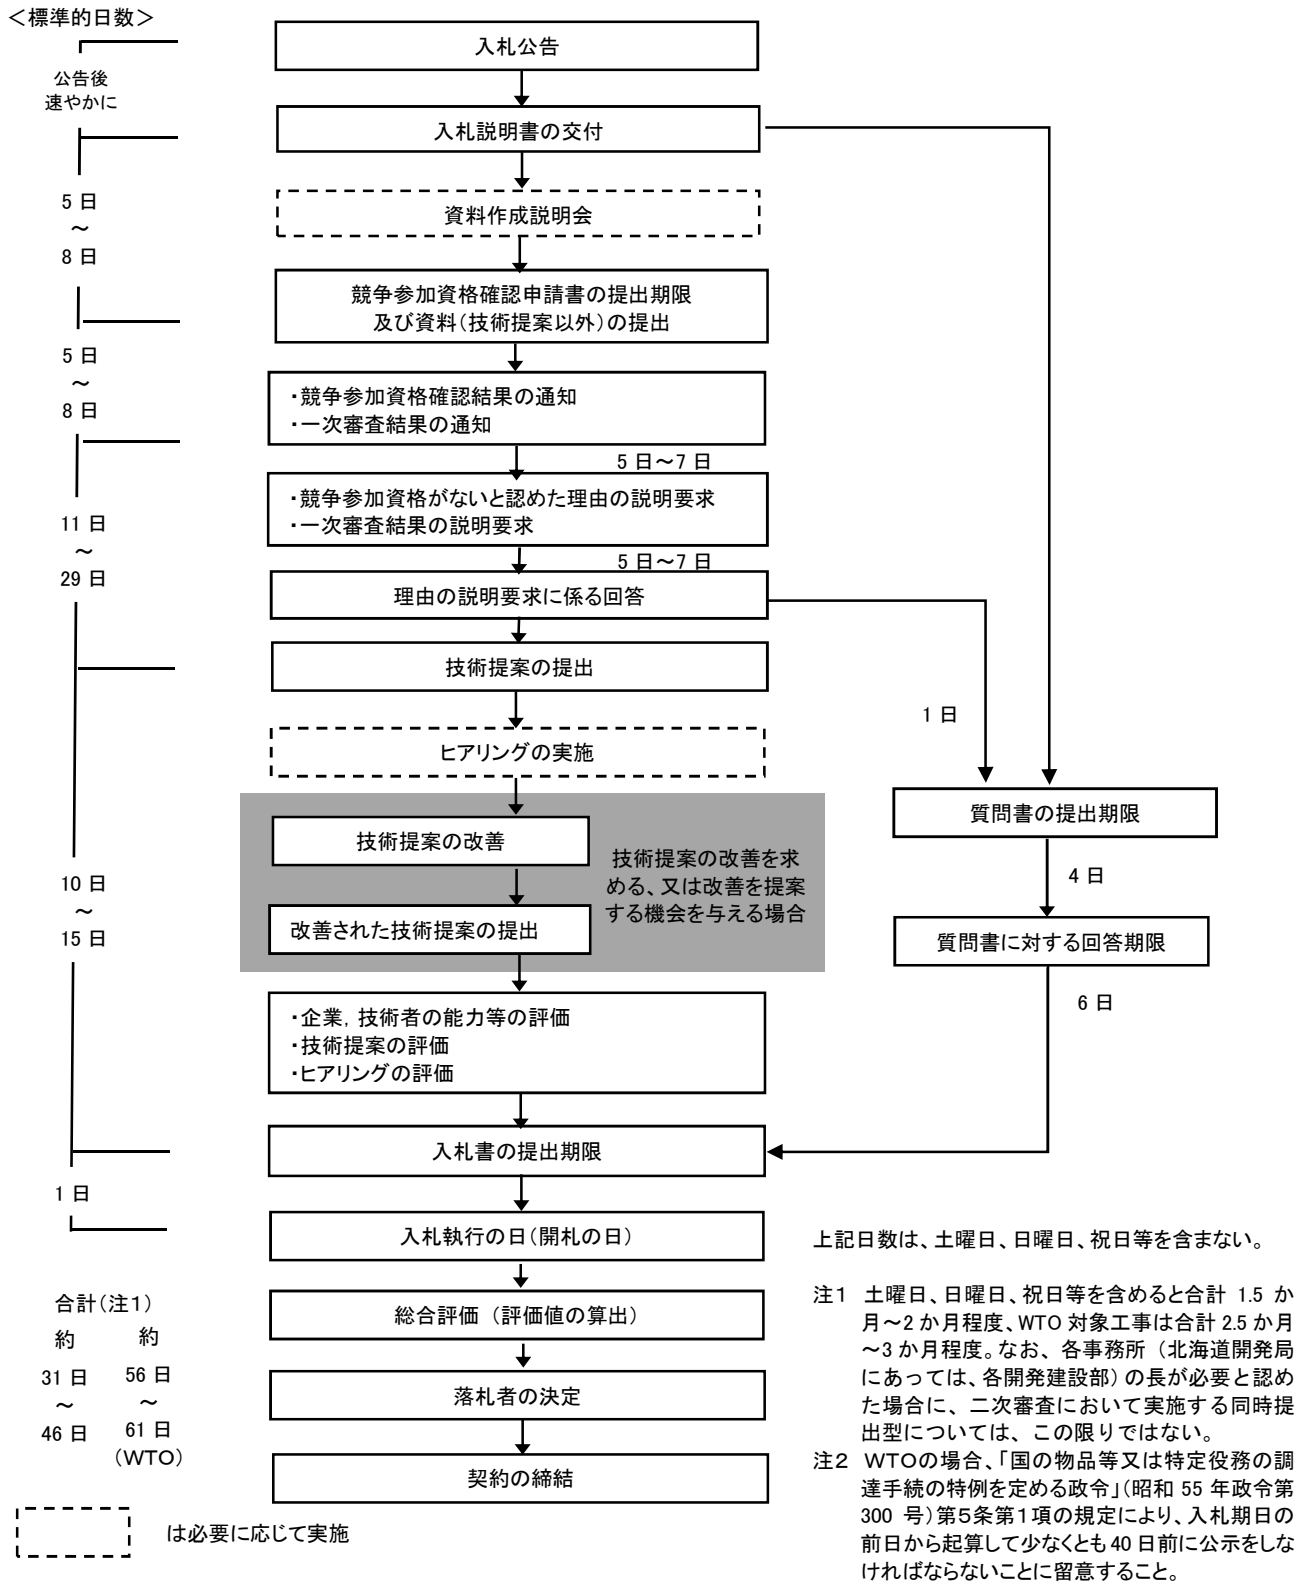 ＜標準的日数＞
入札公告
公告後
速やかに
入札説明書の交付
5 日
～
8 日
資料作成説明会
競争参加資格確認申請書の提出期限
及び資料（技術提案以外）の提出
5 日
～
8 日
・競争参加資格確認結果の通知
・一次審査結果の通知
5 日～7 日
・競争参加資格がないと認めた理由の説明要求
・一次審査結果の説明要求
11 日
～
29 日
5 日～7 日
理由の説明要求に係る回答
技術提案の提出
1 日
ヒアリングの実施
質問書の提出期限
技術提案の改善
技術提案の改善を求
める、又は改善を提案
する機会を与える場合
4 日
10 日
～
15 日
改善された技術提案の提出
質問書に対する回答期限
6 日
・企業，技術者の能力等の評価
・技術提案の評価
・ヒアリングの評価
入札書の提出期限
1 日
入札執行の日（開札の日）
総合評価 （評価値の算出）
落札者の決定
契約の締結
合計（注1）
約 約
31 日 56 日
～ ～
46 日 61 日
（WTO）
は必要に応じて実施
上記日数は、土曜日、日曜日、祝日等を含まない。
注1 土曜日、日曜日、祝日等を含めると合計 1.5 か
月～2 か月程度、WTO 対象工事は合計 2.5 か月
～3 か月程度。なお、各事務所（北海道開発局
にあっては、各開発建設部）の長が必要と認め
た場合に、二次審査において実施する同時提
出型については、この限りではない。
注2 WTOの場合、「国の物品等又は特定役務の調
達手続の特例を定める政令」（昭和 55 年政令第
300 号）第5条第1項の規定により、入札期日の
前日から起算して少なくとも 40 日前に公示をしな
ければならないことに留意すること。